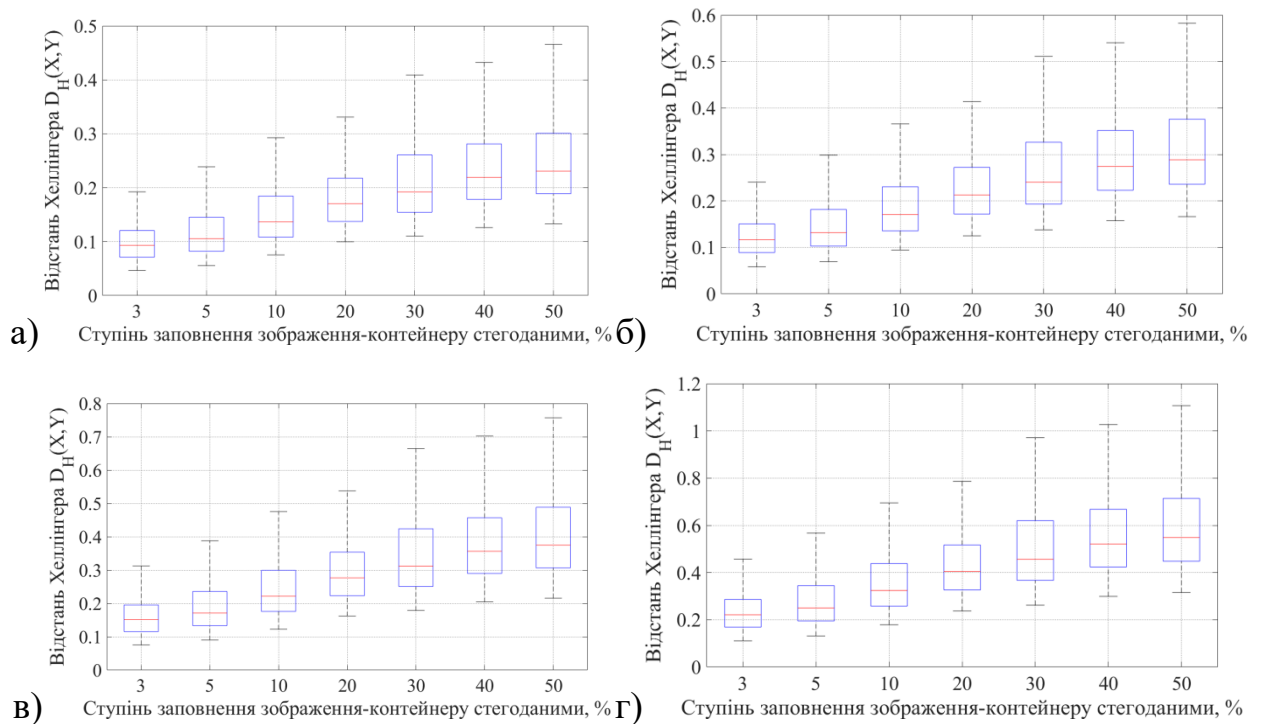 Відстань Хеллінгера D_H(X,Y)
0.5
0.4
0.3
0.2
0.1
0
3 5 10 20 30 40 50
а) Ступінь заповнення зображення-контейнеру стегоданими, %
Відстань Хеллінгера D_H(X,Y)
0.6
0.5
0.4
0.3
0.2
0.1
0
3 5 10 20 30 40 50
б) Ступінь заповнення зображення-контейнеру стегоданими, %
Відстань Хеллінгера D_H(X,Y)
0.8
0.7
0.6
0.5
0.4
0.3
0.2
0.1
0
3 5 10 20 30 40 50
в) Ступінь заповнення зображення-контейнеру стегоданими, %
Відстань Хеллінгера D_H(X,Y)
1.2
1
0.8
0.6
0.4
0.2
0
3 5 10 20 30 40 50
г) Ступінь заповнення зображення-контейнеру стегоданими, %